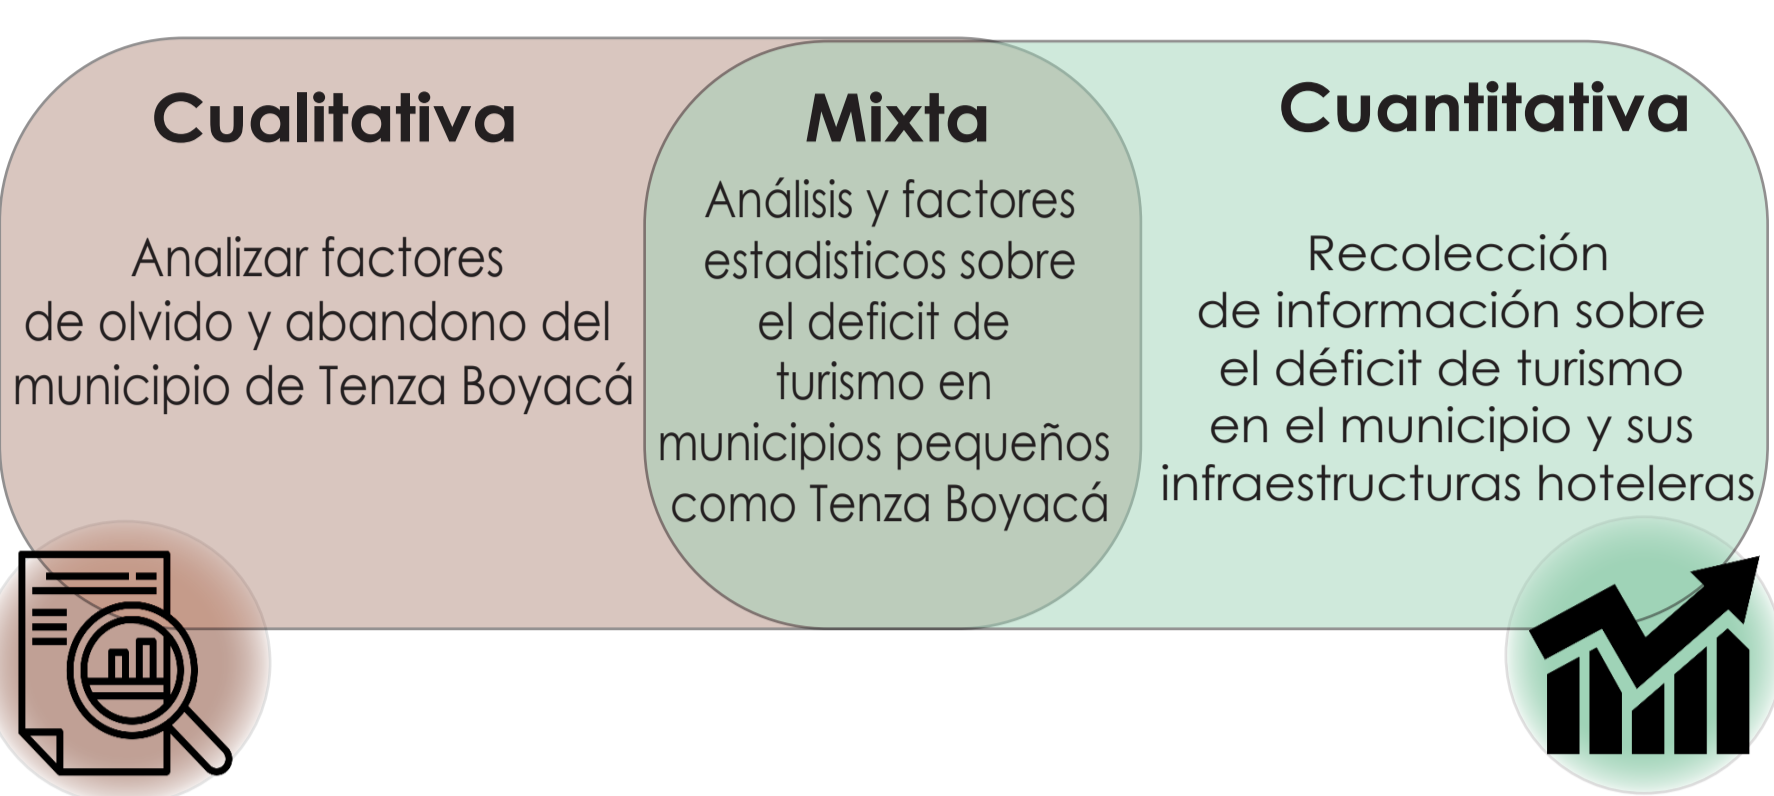 Cualitativa
Analizar factores
de olvido y abandono del
municipio de Tenza Boyacá
Mixta
Análisis y factores
estadisticos sobre
el deficit de
turismo en
municipios pequeños
como Tenza Boyacá
Cuantitativa
Recolección
de información sobre
el déficit de turismo
en el municipio y sus
infraestructuras hoteleras